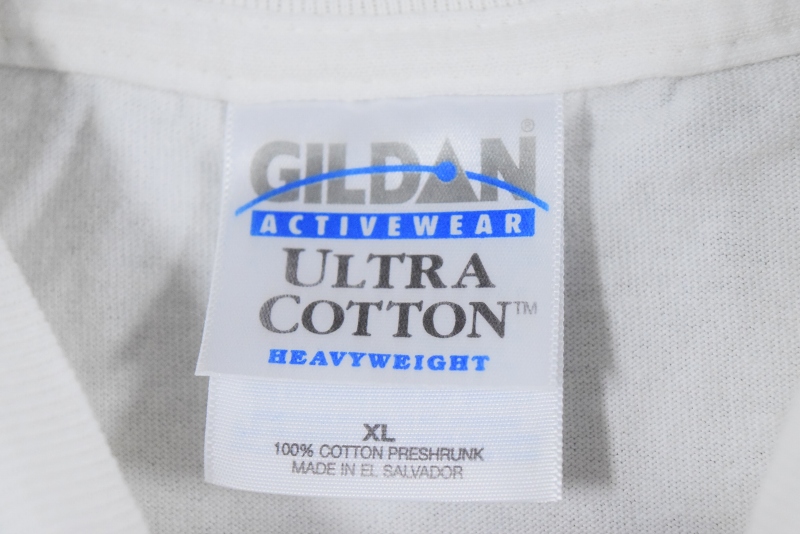 GILDAN®
ACTIVEWEAR
ULTRA
COTTON™
HEAVYWEIGHT
XL
100% COTTON PRESHRUNK
MADE IN EL SALVADOR